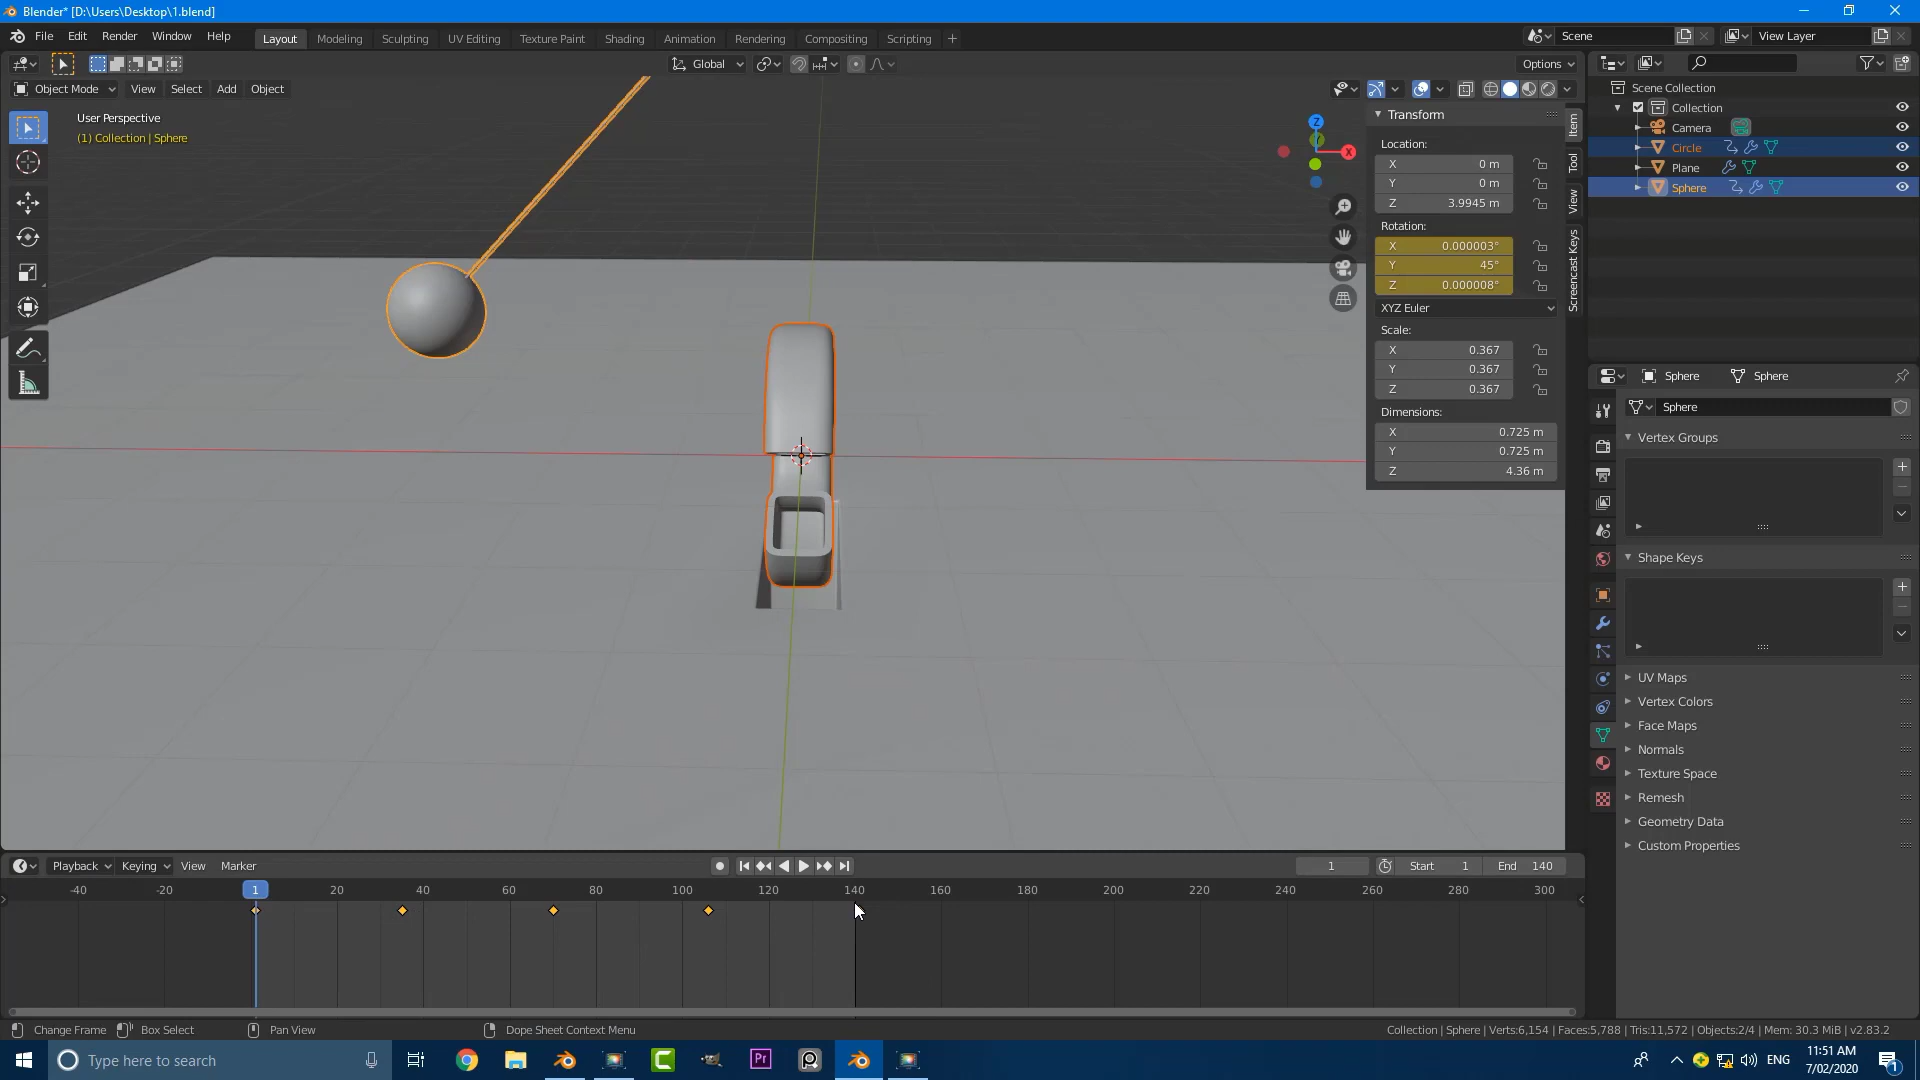 Blender* [D:\Users\Desktop\1.blend]
File Edit Render Window Help
Layout Modeling Sculpting UV Editing Texture Paint Shading Animation Rendering Compositing Scripting +
Scene
View Layer
Global
Options
Object Mode View Select Add Object
User Perspective
(1) Collection | Sphere
Z
X
Y
Transform
Location:
X 0 m
Y 0 m
Z 3.9945 m
Rotation:
X 0.000003°
Y 45°
Z 0.000008°
XYZ Euler
Scale:
X 0.367
Y 0.367
Z 0.367
Dimensions:
X 0.725 m
Y 0.725 m
Z 4.36 m
Item
Tool
View
Screencast Keys
Scene Collection
Collection
Camera
Circle
Plane
Sphere
Sphere Sphere
Sphere
Vertex Groups
Shape Keys
UV Maps
Vertex Colors
Face Maps
Normals
Texture Space
Remesh
Geometry Data
Custom Properties
Playback Keying View Marker
1 Start 1 End 140
-40 -20 1 20 40 60 80 100 120 140 160 180 200 220 240 260 280 300
Change Frame Box Select Pan View Dope Sheet Context Menu
Collection | Sphere | Verts:6,154 | Faces:5,788 | Tris:11,572 | Objects:2/4 | Mem: 30.3 MiB | v2.83.2
Type here to search
Pr
ENG
11:51 AM
7/02/2020
1